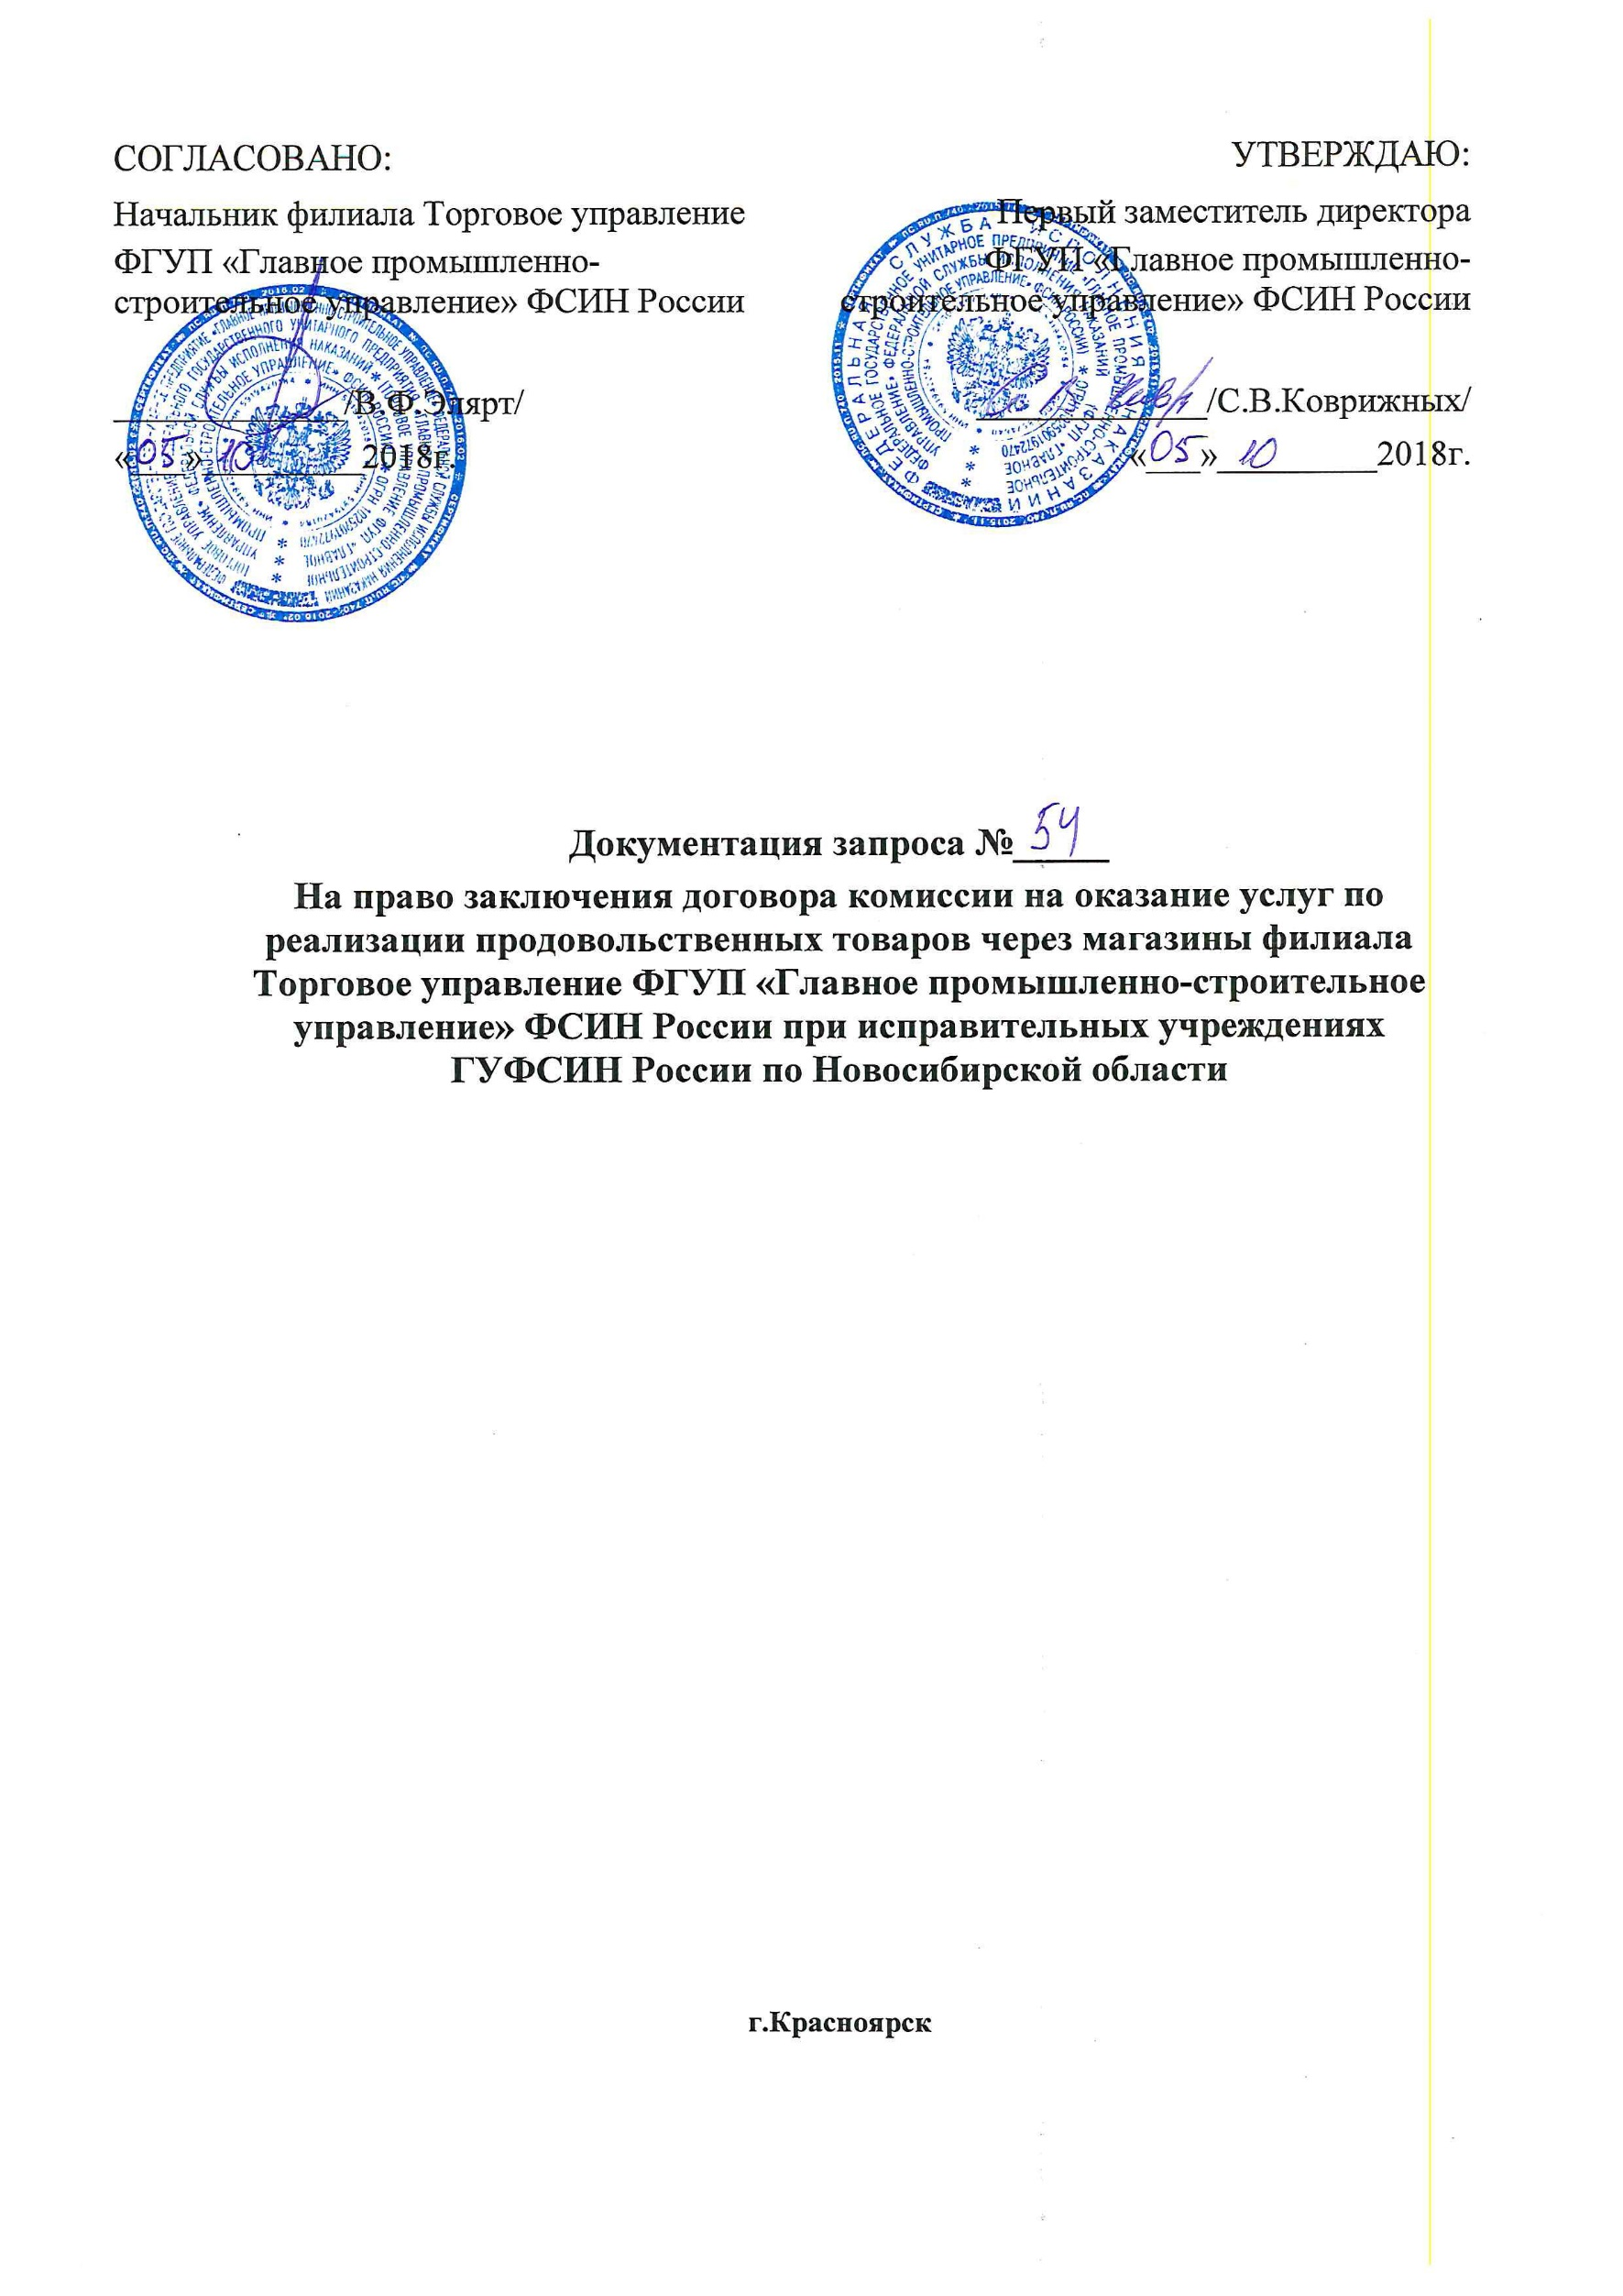 СОГЛАСОВАНО:
Начальник филиала Торговое управление
ФГУП «Главное промышленно-
строительное управление» ФСИН России
/В.Ф.Элярт/
«05» 10 2018г.
УТВЕРЖДАЮ:
Первый заместитель директора
ФГУП «Главное промышленно-
строительное управление» ФСИН России
/С.В.Коврижных/
«05» 10 2018г.
Документация запроса № 54
На право заключения договора комиссии на оказание услуг по
реализации продовольственных товаров через магазины филиала
Торговое управление ФГУП «Главное промышленно-строительное
управление» ФСИН России при исправительных учреждениях
ГУФСИН России по Новосибирской области
г.Красноярск